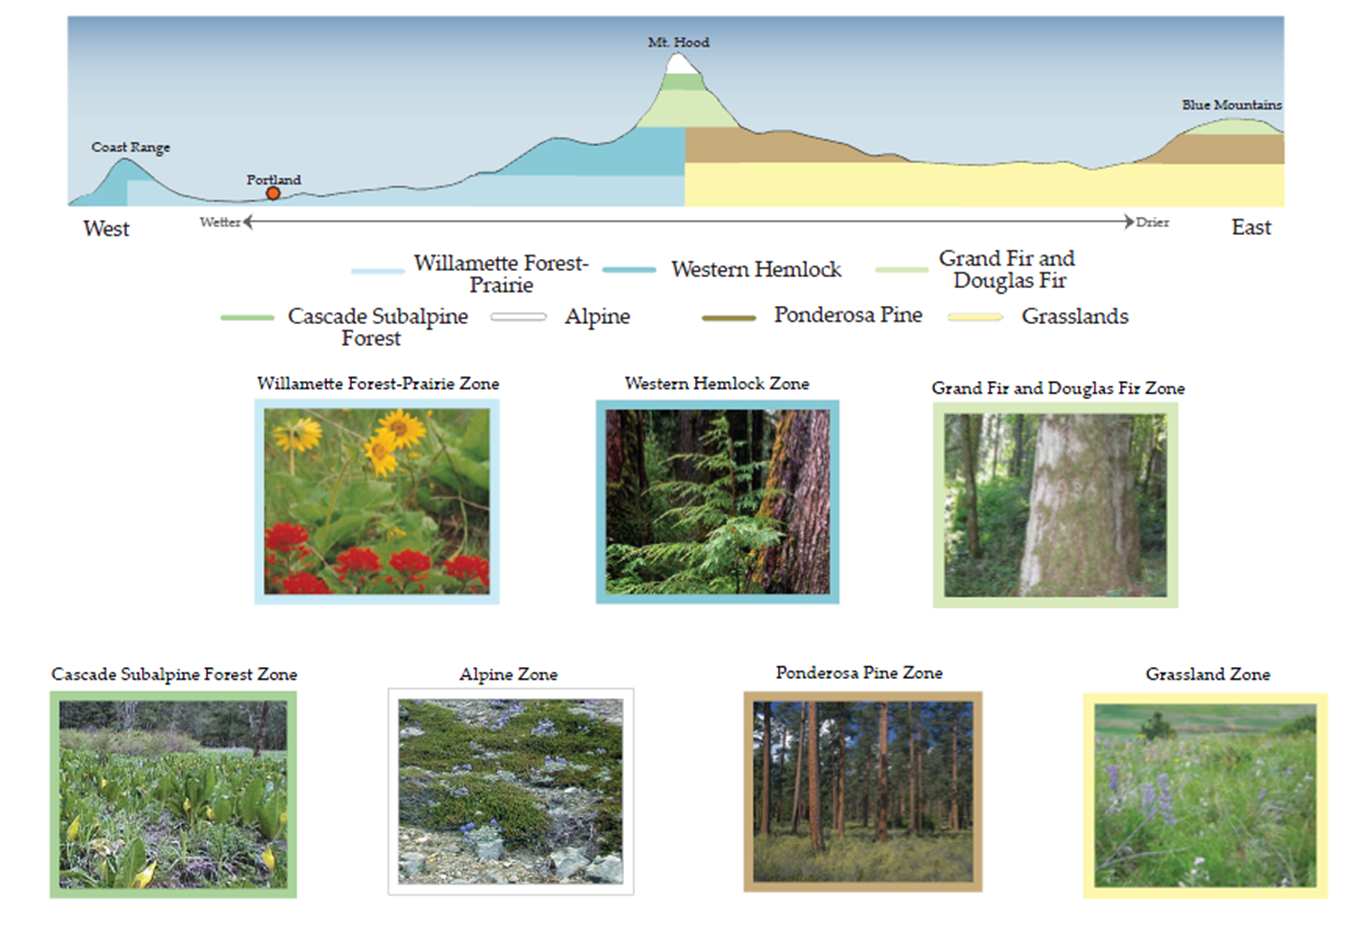 Mt. Hood
Blue Mountains
Coast Range
Portland
West
Wetter
Drier
East
Willamette Forest-
Prairie
Western Hemlock
Grand Fir and
Douglas Fir
Cascade Subalpine
Forest
Alpine
Ponderosa Pine
Grasslands
Willamette Forest-Prairie Zone
Western Hemlock Zone
Grand Fir and Douglas Fir Zone
Cascade Subalpine Forest Zone
Alpine Zone
Ponderosa Pine Zone
Grassland Zone